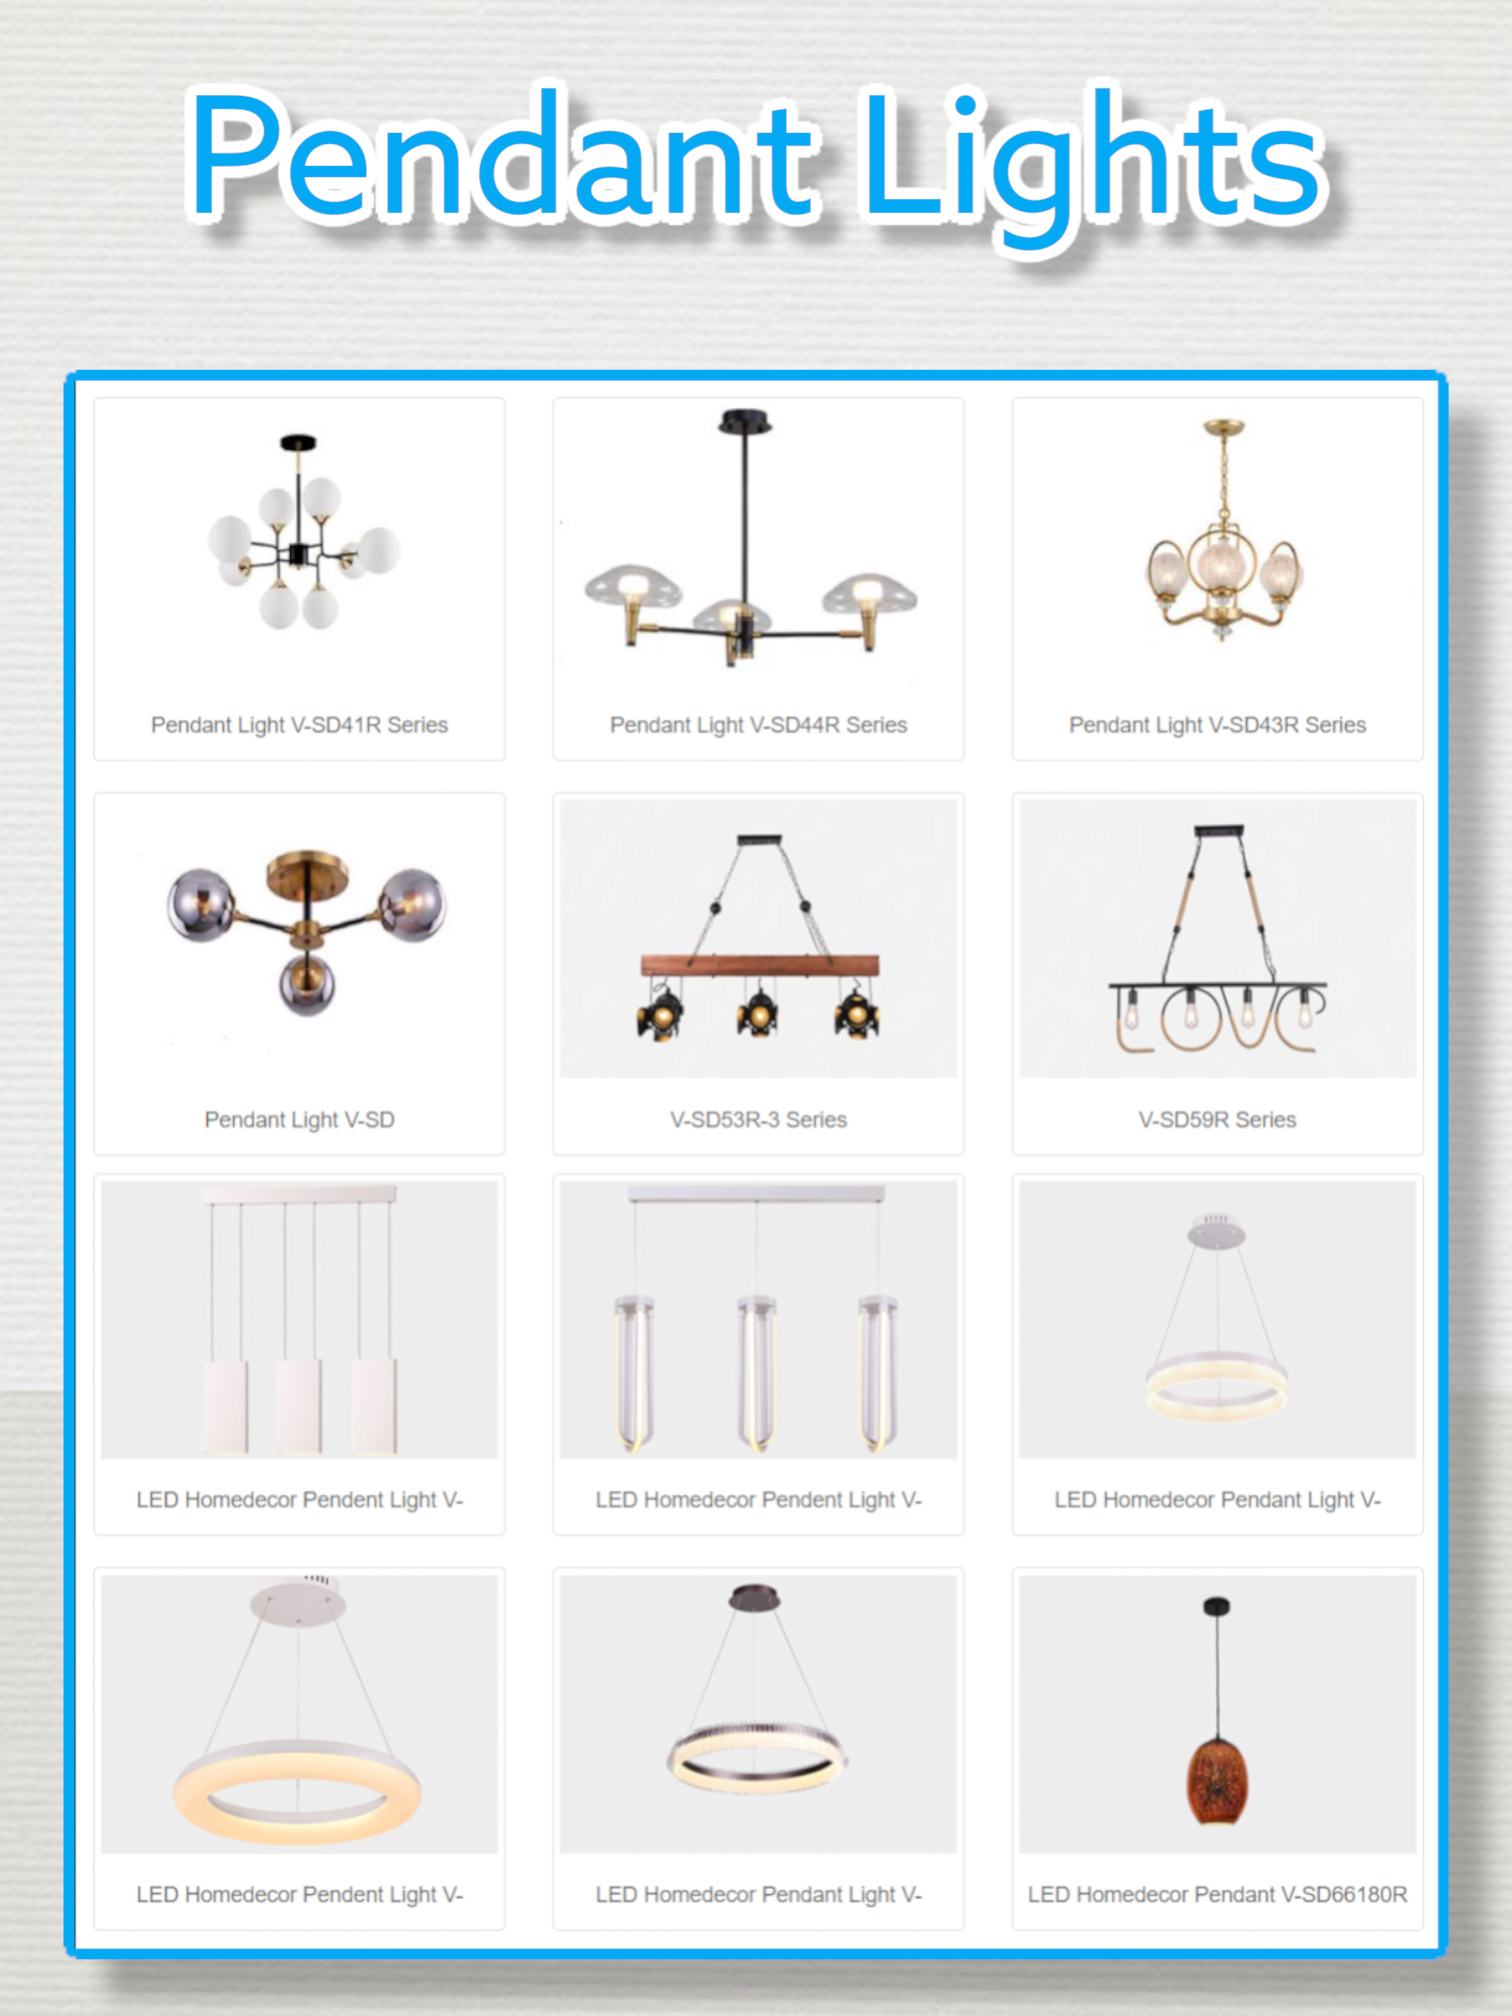 Pendant Lights
Pendant Light V-SD41R Series
Pendant Light V-SD44R Series
Pendant Light V-SD43R Series
Pendant Light V-SD
V-SD53R-3 Series
V-SD59R Series
LED Homedecor Pendent Light V-
LED Homedecor Pendent Light V-
LED Homedecor Pendant Light V-
LED Homedecor Pendent Light V-
LED Homedecor Pendant Light V-
LED Homedecor Pendant V-SD66180R